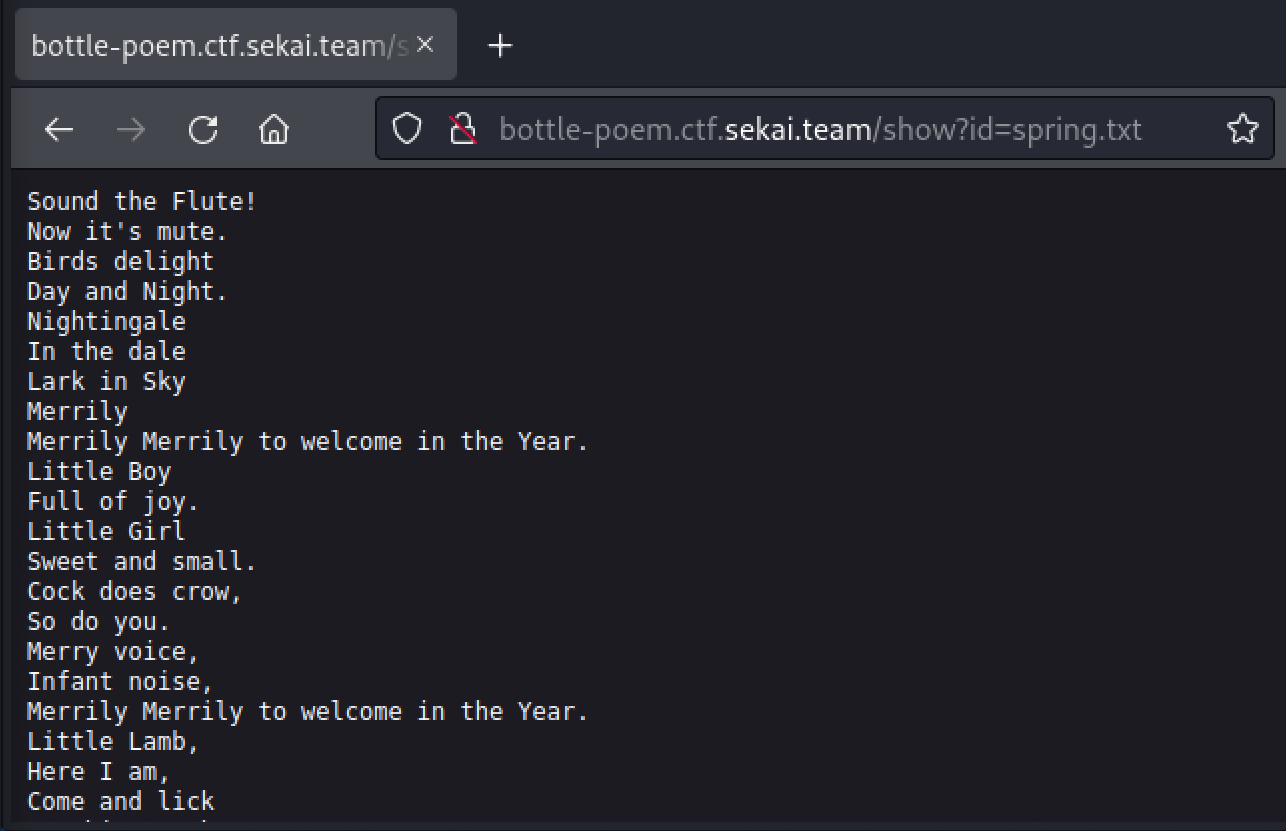 bottle-poem.ctf.sekai.team/s
bottle-poem.ctf.sekai.team/show?id=spring.txt
Sound the Flute!
Now it's mute.
Birds delight
Day and Night.
Nightingale
In the dale
Lark in Sky
Merrily
Merrily Merrily to welcome in the Year.
Little Boy
Full of joy.
Little Girl
Sweet and small.
Cock does crow,
So do you.
Merry voice,
Infant noise,
Merrily Merrily to welcome in the Year.
Little Lamb,
Here I am,
Come and lick